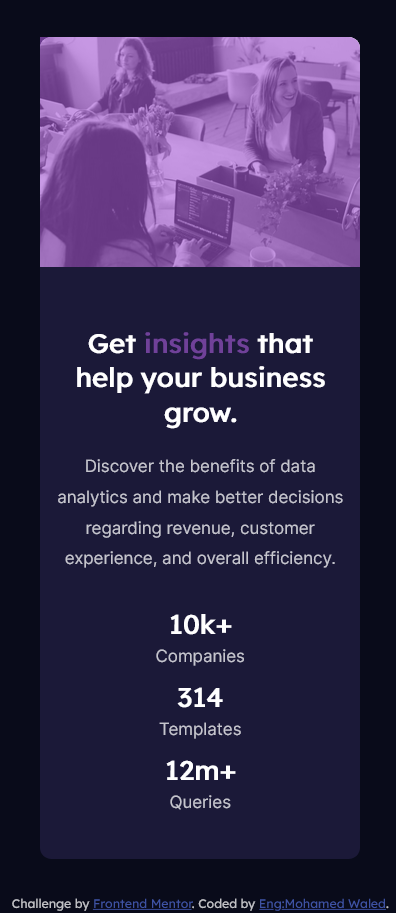 Get insights that
help your business
grow.
Discover the benefits of data
analytics and make better decisions
regarding revenue, customer
experience, and overall efficiency.
10k+
Companies
314
Templates
12m+
Queries
Challenge by Frontend Mentor. Coded by Eng:Mohamed Waled.